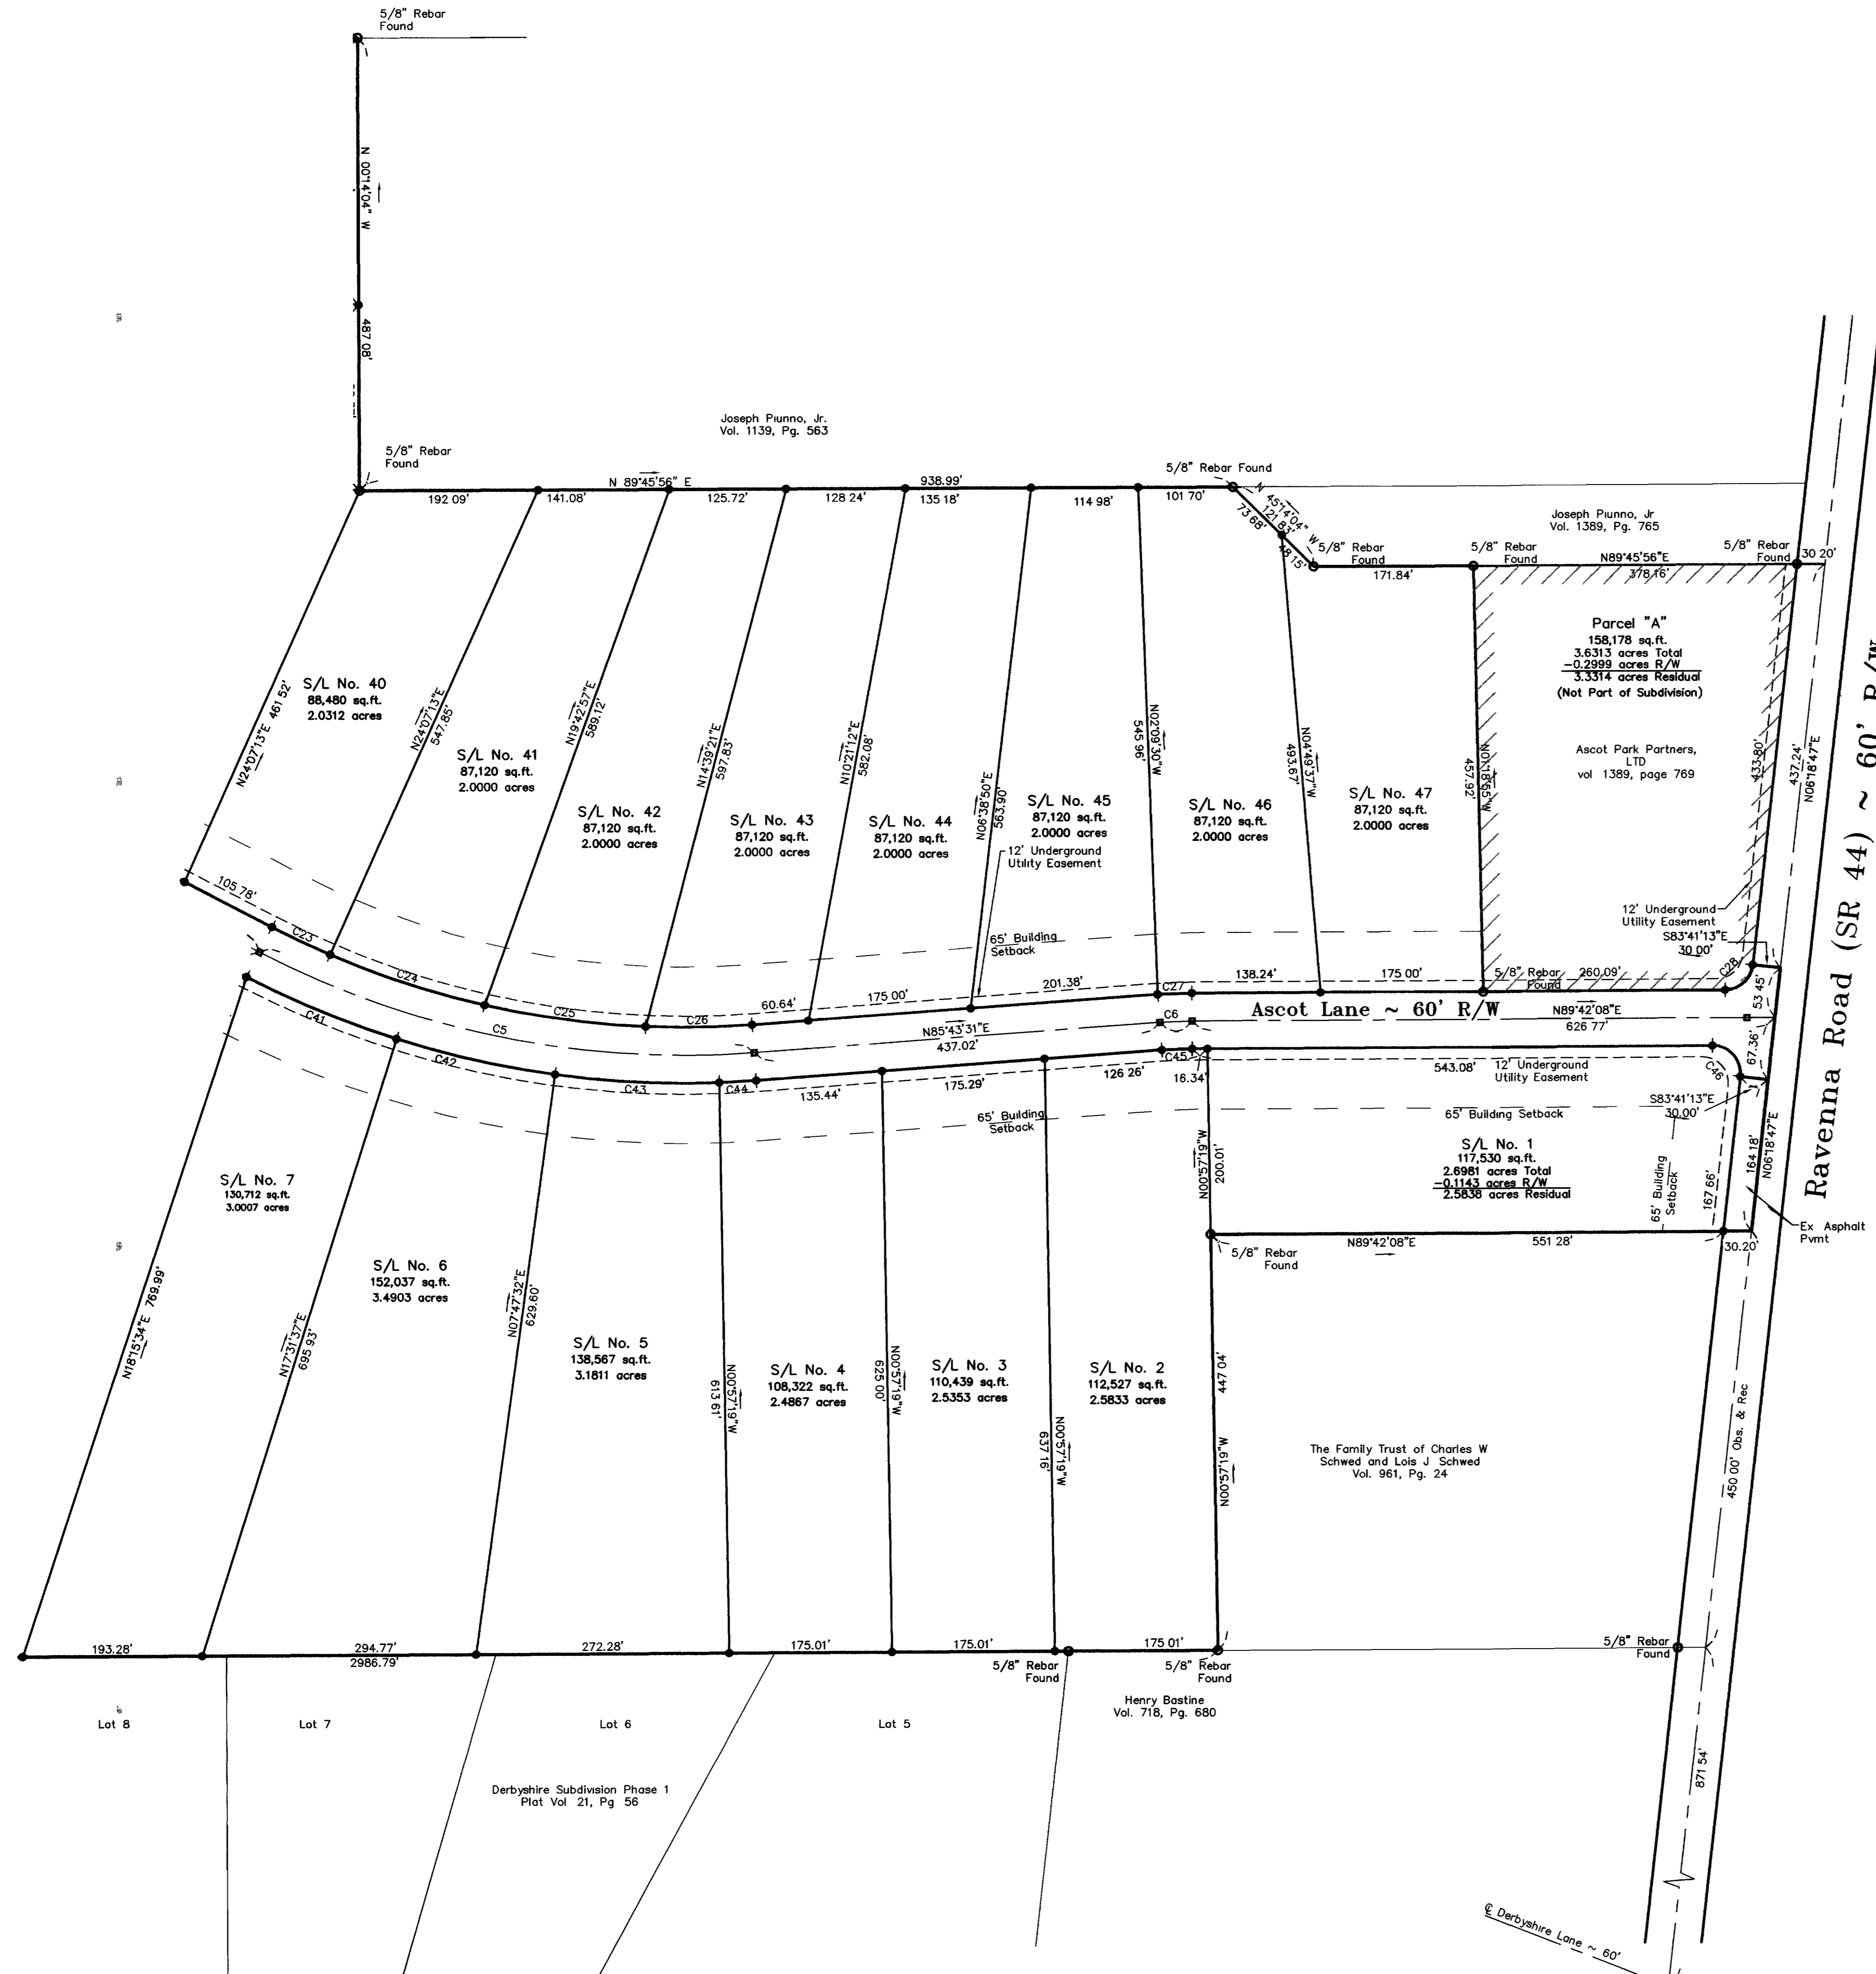 5/8" Rebar
Found
N 00°14'04" W
487 08'
Joseph Piunno, Jr.
Vol. 1139, Pg. 563
5/8" Rebar
Found
5/8" Rebar Found
N 89°45'56" E
938.99'
192 09'
141.08'
125.72'
128 24'
135 18'
114 98'
101 70'
N 45°14'04" W
121 83'
73 68'
48 15'
Joseph Piunno, Jr
Vol. 1389, Pg. 765
5/8" Rebar
Found
5/8" Rebar
Found
N89°45'56"E
378.16'
5/8" Rebar
Found
30 20'
171.84'
Parcel "A"
158,178 sq.ft.
3.6313 acres Total
-0.2999 acres R/W
3.3314 acres Residual
(Not Part of Subdivision)
Ascot Park Partners,
LTD
vol 1389, page 769
433.80'
437.24'
N06°18'47"E
S/L No. 40
88,480 sq.ft.
2.0312 acres
N24°07'13"E 461 52'
N24°07'13"E
547.85'
S/L No. 41
87,120 sq.ft.
2.0000 acres
N19°42'57"E
589.12'
S/L No. 42
87,120 sq.ft.
2.0000 acres
N14°39'21"E
597.83'
S/L No. 43
87,120 sq.ft.
2.0000 acres
N10°21'12"E
582.08'
S/L No. 44
87,120 sq.ft.
2.0000 acres
N06°38'50"E
563.90'
S/L No. 45
87,120 sq.ft.
2.0000 acres
N02°09'30"W
545 96'
S/L No. 46
87,120 sq.ft.
2.0000 acres
N04°49'37"W
493.67'
S/L No. 47
87,120 sq.ft.
2.0000 acres
N01°18'55"W
457.92'
12' Underground
Utility Easement
12' Underground
Utility Easement
S83°41'13"E
30 00'
105 78'
C23
C24
C25
C26
60.64'
175 00'
201.38'
C27
138.24'
175 00'
5/8" Rebar
Found
260.09'
C28
65' Building
Setback
53 45'
Ascot Lane ~ 60' R/W
N89°42'08"E
626 77'
C5
N85°43'31"E
437.02'
C6
C41
C42
C43
C44
135.44'
175.29'
126 26'
C45
16.34'
543.08'
12' Underground
Utility Easement
C46
67.36'
S83°41'13"E
30.00'
65' Building
Setback
65' Building Setback
S/L No. 1
117,530 sq.ft.
2.6981 acres Total
-0.1143 acres R/W
2.5838 acres Residual
65' Building
Setback
167 66'
164 18'
N06°18'47"E
Ravenna Road (SR 44) ~ 60' R/W
Ex Asphalt
Pvmt
N00°57'19"W
200.01'
5/8" Rebar
Found
N89°42'08"E
551 28'
30.20'
S/L No. 7
130,712 sq.ft.
3.0007 acres
N18°15'34"E 769.99'
N17°31'37"E
695 93'
S/L No. 6
152,037 sq.ft.
3.4903 acres
N07°47'32"E
629.60'
S/L No. 5
138,567 sq.ft.
3.1811 acres
N00°57'19"W
613 61'
S/L No. 4
108,322 sq.ft.
2.4867 acres
N00°57'19"W
625 00'
S/L No. 3
110,439 sq.ft.
2.5353 acres
N00°57'19"W
637 16'
S/L No. 2
112,527 sq.ft.
2.5833 acres
447 04'
N00°57'19"W
The Family Trust of Charles W
Schwed and Lois J Schwed
Vol. 961, Pg. 24
450 00' Obs. & Rec
193.28'
294.77'
2986.79'
272.28'
175.01'
175.01'
175 01'
5/8" Rebar
Found
5/8" Rebar
Found
5/8" Rebar
Found
Henry Bastine
Vol. 718, Pg. 680
Lot 8
Lot 7
Lot 6
Lot 5
Derbyshire Subdivision Phase 1
Plat Vol 21, Pg 56
871 54'
℄ Derbyshire Lane ~ 60'